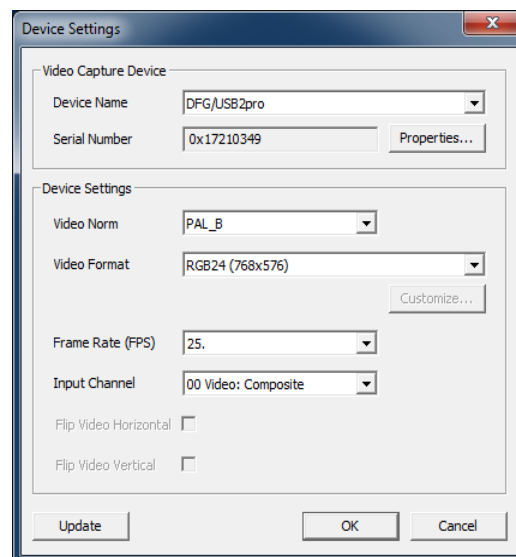 Device Settings
Video Capture Device
Device Name DFG/USB2pro
Serial Number 0x17210349 Properties...
Device Settings
Video Norm PAL_B
Video Format RGB24 (768x576)
Customize...
Frame Rate (FPS) 25.
Input Channel 00 Video: Composite
Flip Video Horizontal
Flip Video Vertical
Update OK Cancel